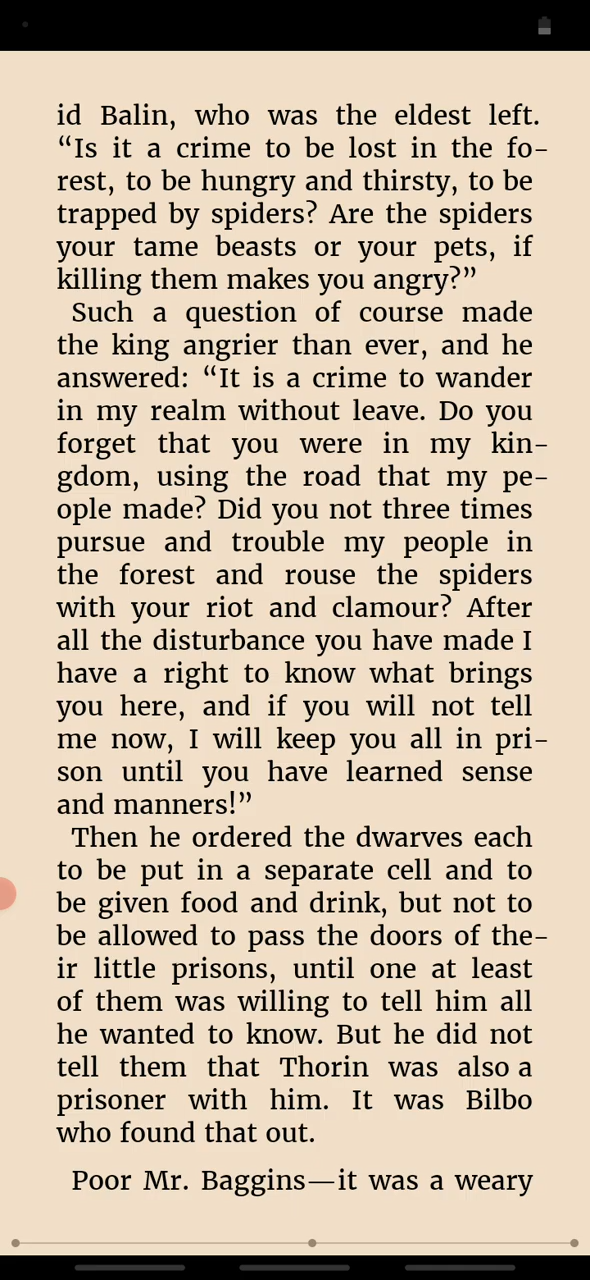 id Balin, who was the eldest left.
“Is it a crime to be lost in the fo-
rest, to be hungry and thirsty, to be
trapped by spiders? Are the spiders
your tame beasts or your pets, if
killing them makes you angry?”
Such a question of course made
the king angrier than ever, and he
answered: “It is a crime to wander
in my realm without leave. Do you
forget that you were in my kin-
gdom, using the road that my pe-
ople made? Did you not three times
pursue and trouble my people in
the forest and rouse the spiders
with your riot and clamour? After
all the disturbance you have made I
have a right to know what brings
you here, and if you will not tell
me now, I will keep you all in pri-
son until you have learned sense
and manners!”
Then he ordered the dwarves each
to be put in a separate cell and to
be given food and drink, but not to
be allowed to pass the doors of the-
ir little prisons, until one at least
of them was willing to tell him all
he wanted to know. But he did not
tell them that Thorin was also a
prisoner with him. It was Bilbo
who found that out.
Poor Mr. Baggins—it was a weary